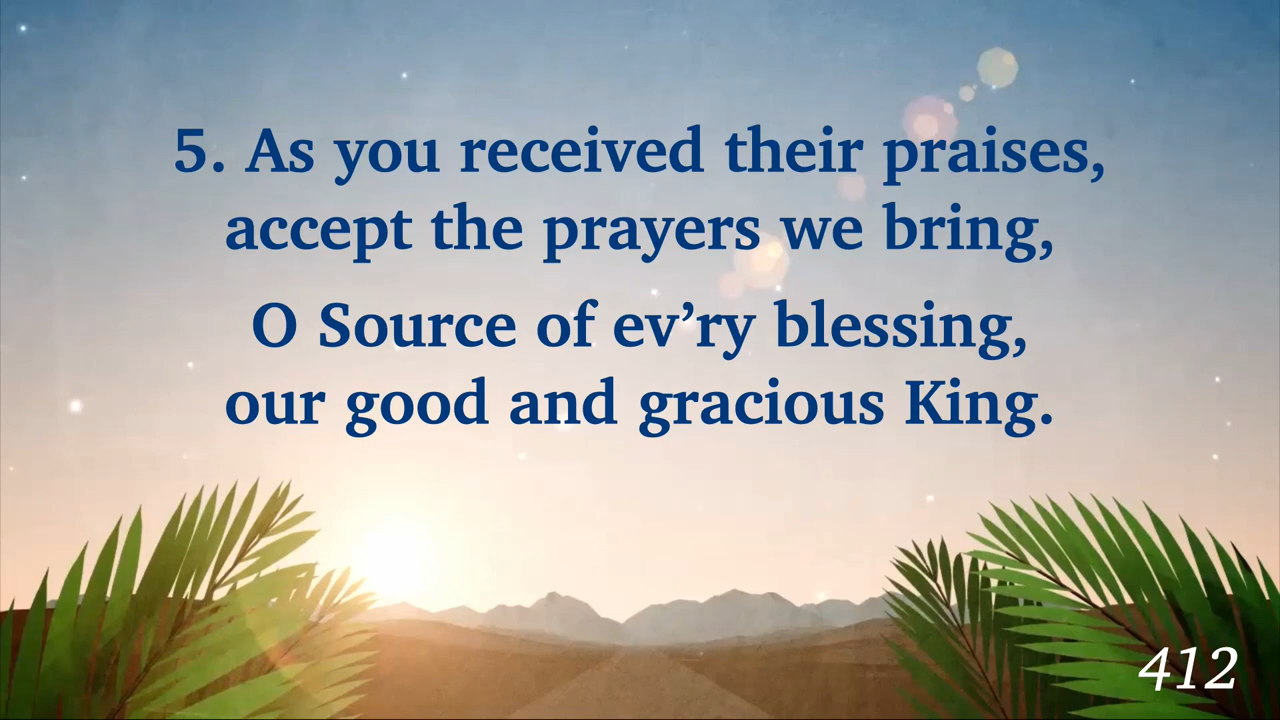 5. As you received their praises,
accept the prayers we bring,
O Source of ev’ry blessing,
our good and gracious King.
412